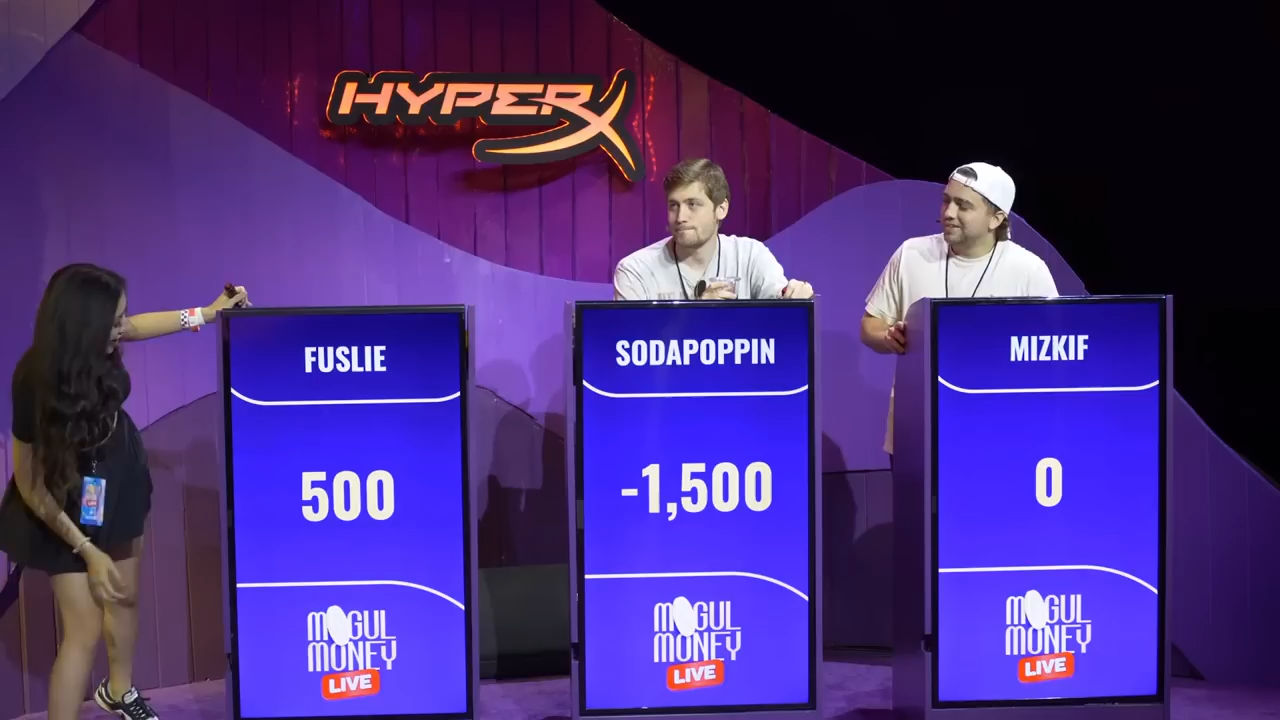 HYPERX
FUSLIE
500
MOGUL
MONEY
LIVE
SODAPOPPIN
-1,500
MOGUL
MONEY
LIVE
MIZKIF
0
MOGUL
MONEY
LIVE